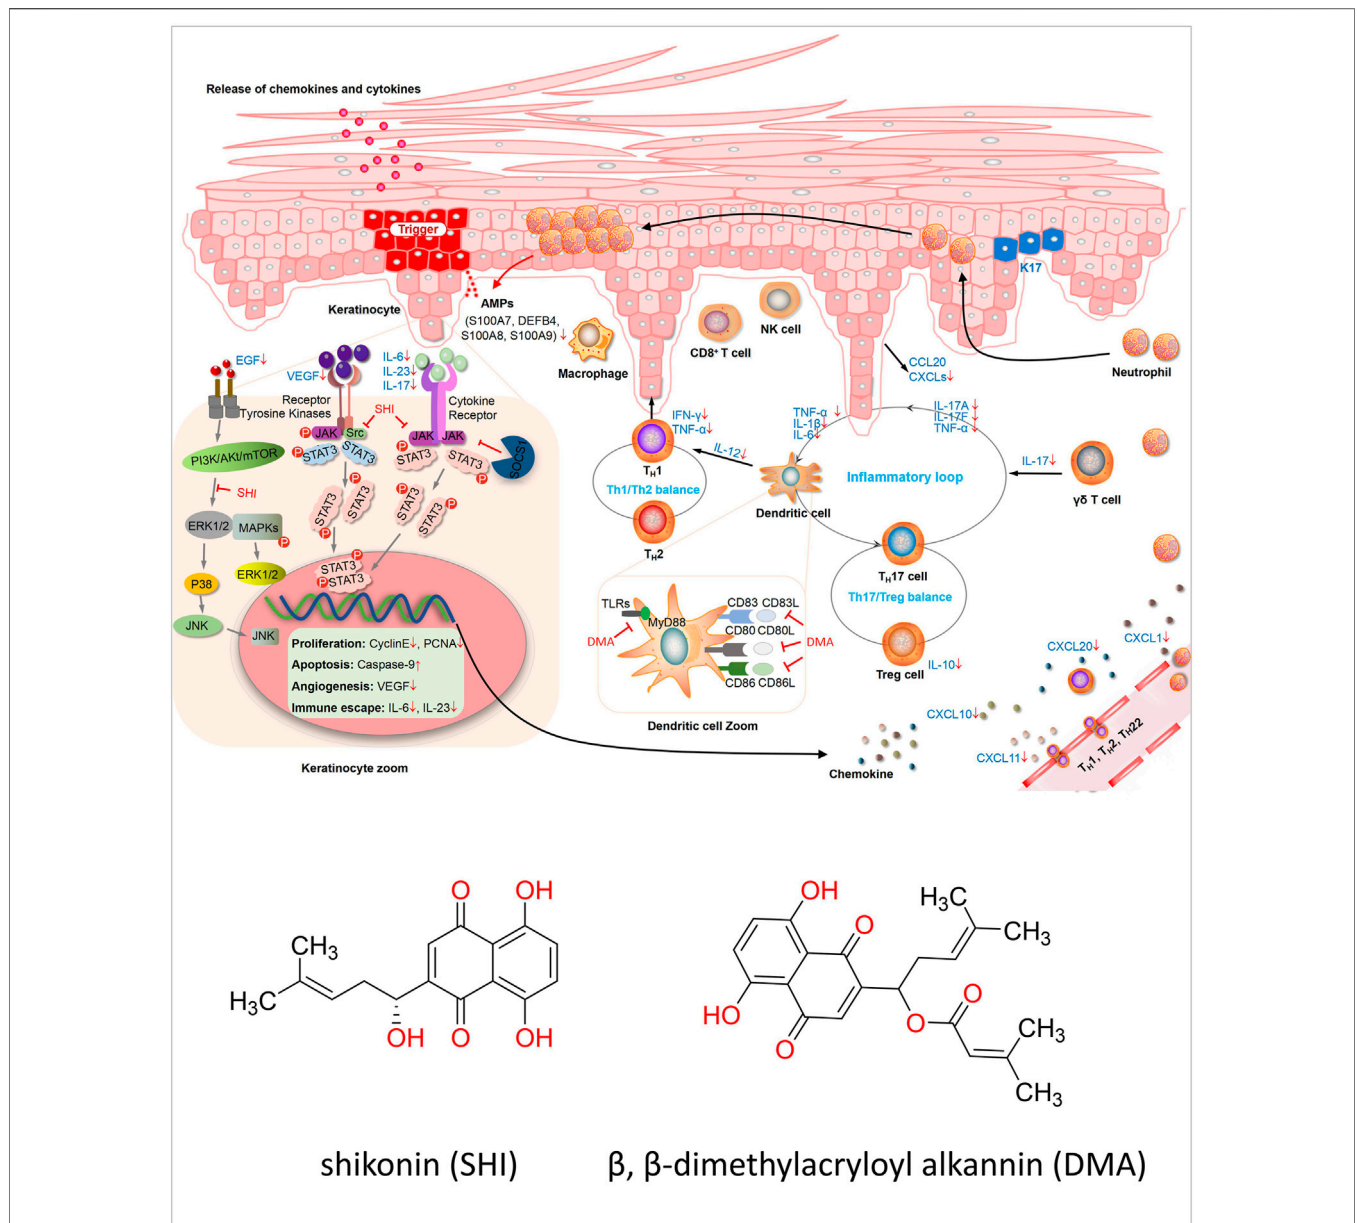 Release of chemokines and cytokines
Trigger
K17
Keratinocyte
AMPs
(S100A7, DEFB4,
S100A8, S100A9)↓
Macrophage
CD8⁺ T cell
NK cell
CCL20
CXCLs↓
Neutrophil
EGF↓
VEGF↓
IL-6↓
IL-23↓
IL-17↓
Receptor
Tyrosine Kinases
SHI
Cytokine
Receptor
P
JAK
Src
STAT3
STAT3
P
JAK
JAK
STAT3
STAT3
P
SOCS1
PI3K/AKt/mTOR
SHI
ERK1/2
MAPKs
P
P
STAT3
STAT3
P
P
STAT3
STAT3
P
P38
ERK1/2
STAT3
P
P
STAT3
JNK
JNK
Proliferation: CyclinE↓, PCNA↓
Apoptosis: Caspase-9↑
Angiogenesis: VEGF↓
Immune escape: IL-6↓, IL-23↓
Keratinocyte zoom
IFN-γ↓
TNF-α↓
TH1
Th1/Th2 balance
TH2
IL-12↓
TNF-α ↓
IL-1β↓
IL-6↓
Dendritic cell
IL-17A↓
IL-17F↓
TNF-α↓
Inflammatory loop
IL-17↓
γδ T cell
TH17 cell
Th17/Treg balance
Treg cell
IL-10↓
TLRs
MyD88
DMA
CD83 CD83L
CD80 CD80L
DMA
CD86 CD86L
Dendritic cell Zoom
Chemokine
CXCL20↓
CXCL1↓
CXCL10↓
CXCL11↓
TH1, TH2, TH22
O
OH
CH3
H3C
OH
O
OH
OH
O
H3C
CH3
HO
O
O
O
CH3
CH3
shikonin (SHI)
β, β-dimethylacryloyl alkannin (DMA)